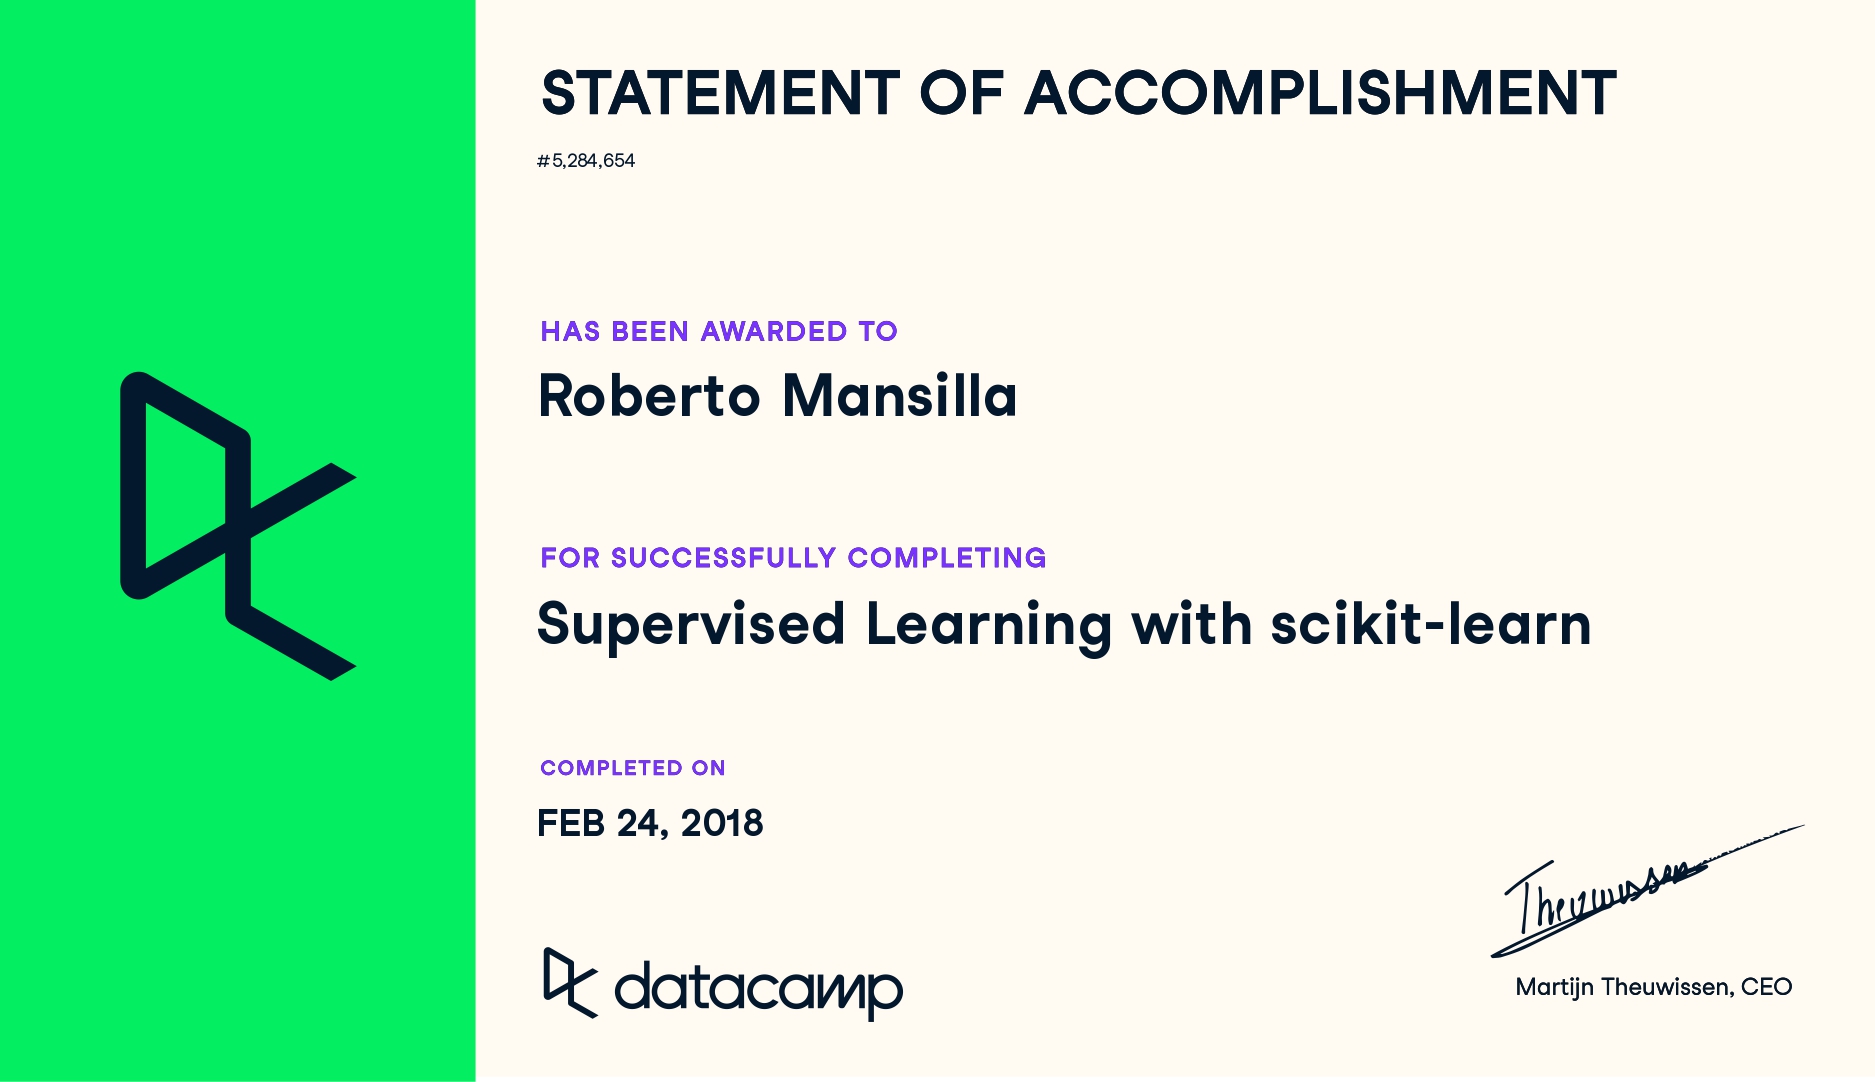 STATEMENT OF ACCOMPLISHMENT
#5,284,654
HAS BEEN AWARDED TO
Roberto Mansilla
FOR SUCCESSFULLY COMPLETING
Supervised Learning with scikit-learn
COMPLETED ON
FEB 24, 2018
Theuwissen
datacamp
Martijn Theuwissen, CEO